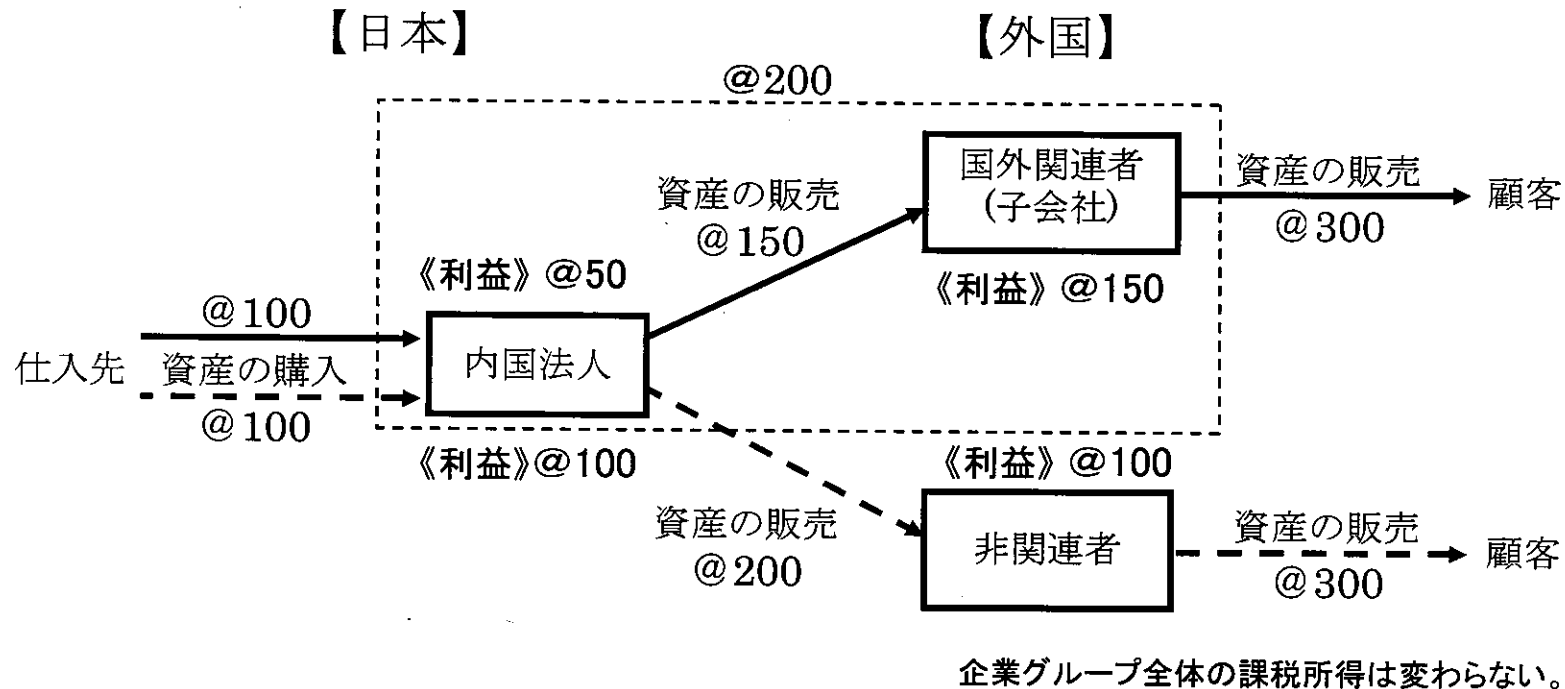 【日本】
【外国】
@200
国外関連者
(子会社)
資産の販売
@150
資産の販売
@300
顧客
《利益》@50
《利益》@150
@100
仕入先
資産の購入
@100
内国法人
《利益》@100
《利益》@100
資産の販売
@200
非関連者
資産の販売
@300
顧客
企業グループ全体の課税所得は変わらない。